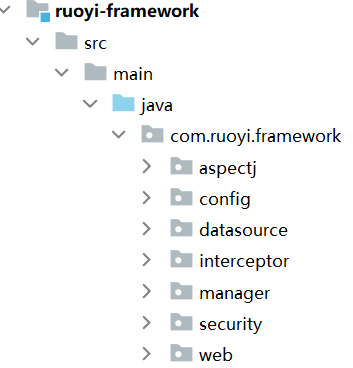 ruoyi-framework
src
main
java
com.ruoyi.framework
aspectj
config
datasource
interceptor
manager
security
web